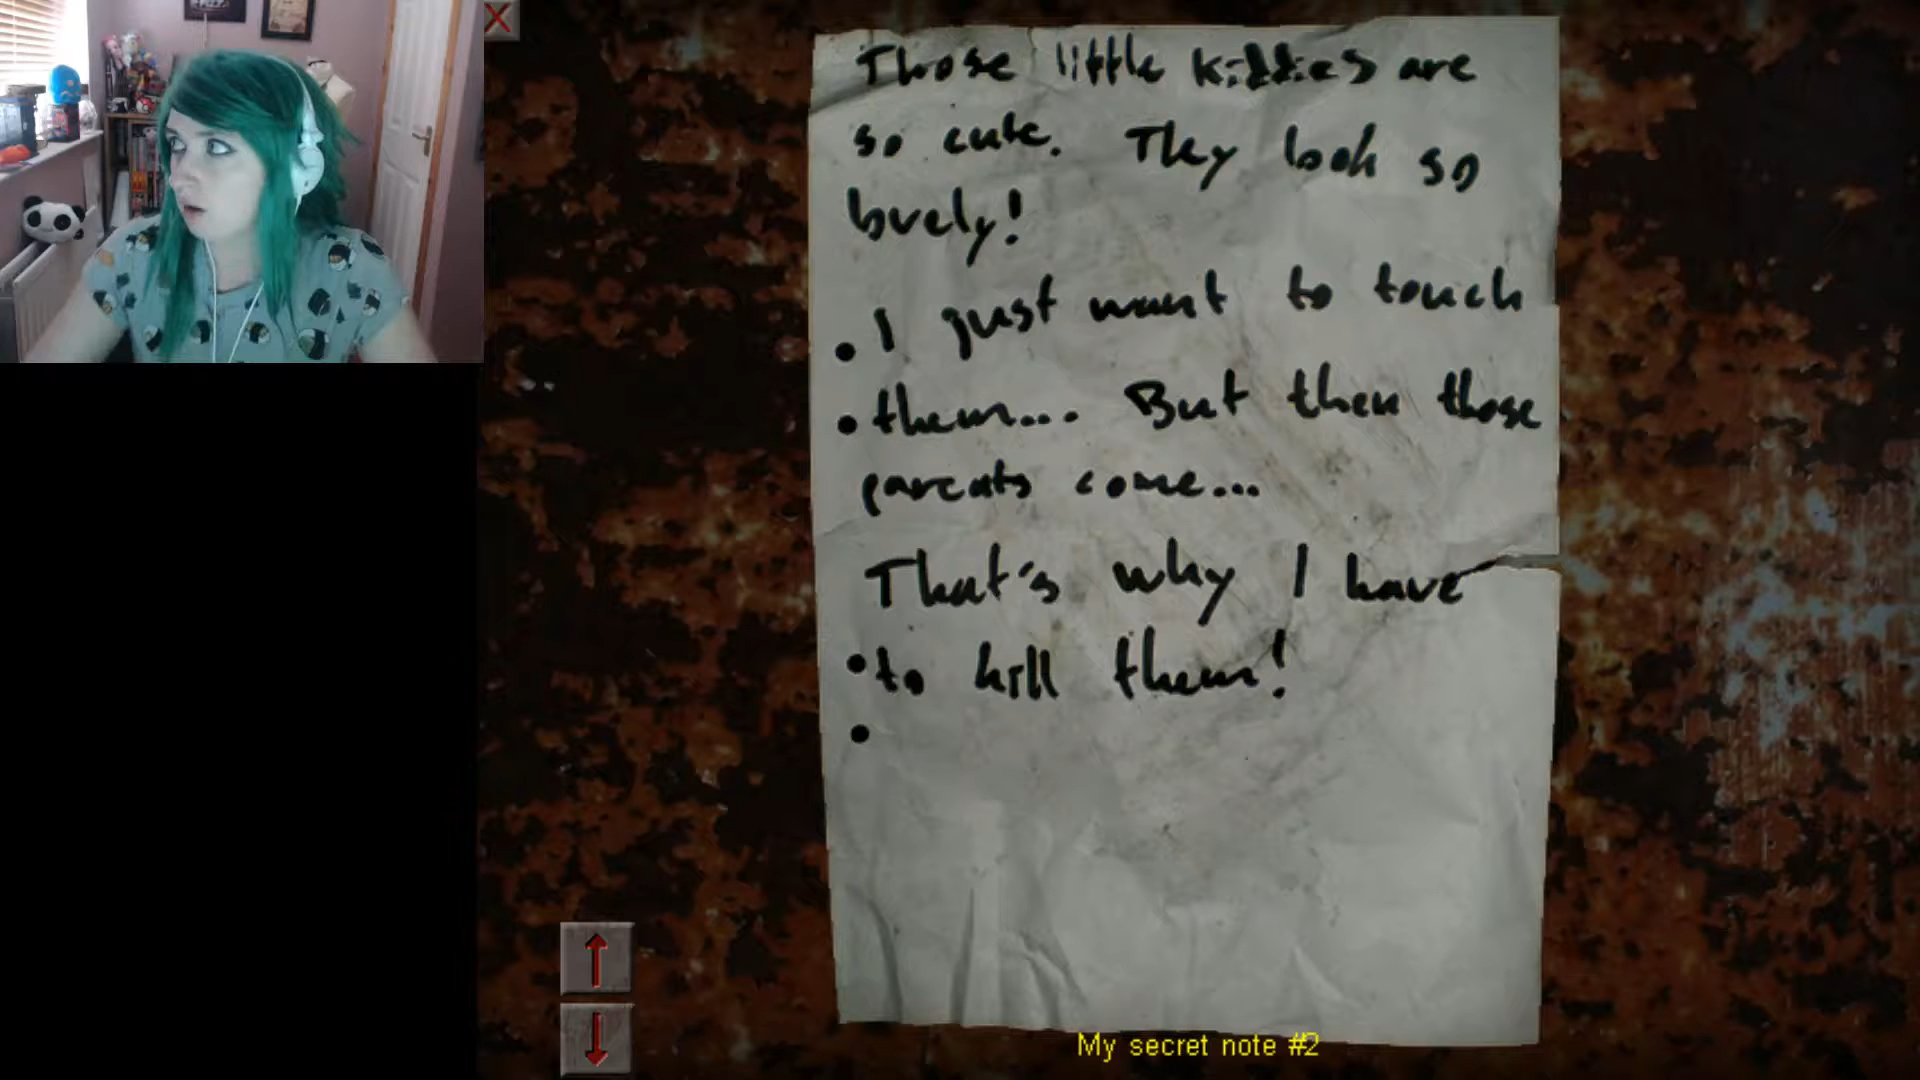 Those little kiddies are
so cute. They look so
lovely!
I just want to touch
them... But then those
parents come...
That's why I have
to kill them!
My secret note #2